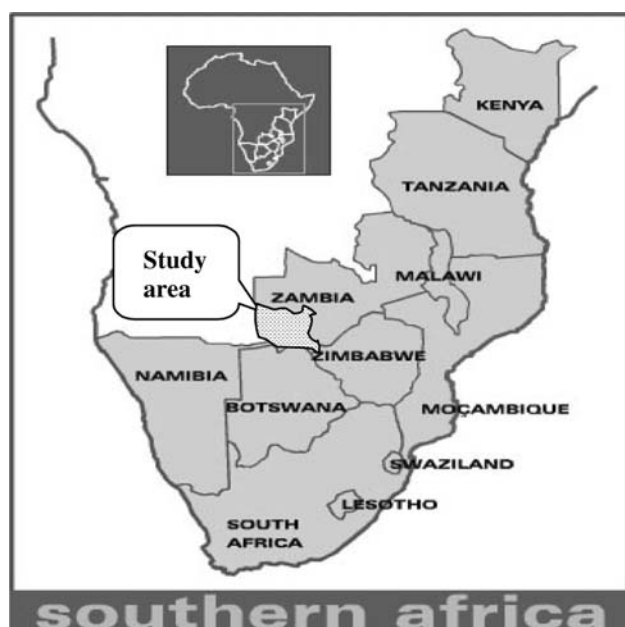 KENYA
TANZANIA
Study
area
MALAWI
ZAMBIA
ZIMBABWE
NAMIBIA
BOTSWANA
MOÇAMBIQUE
SWAZILAND
LESOTHO
SOUTH
AFRICA
southern africa